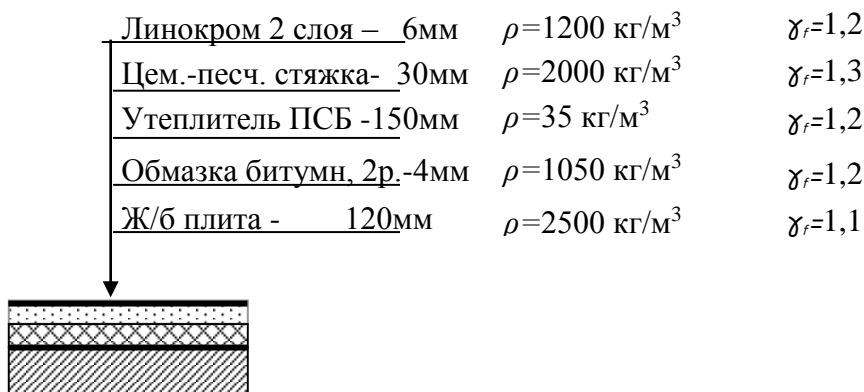 Линокром 2 слоя – 6мм ρ=1200 кг/м³ γf=1,2
Цем.-песч. стяжка- 30мм ρ=2000 кг/м³ γf=1,3
Утеплитель ПСБ -150мм ρ=35 кг/м³ γf=1,2
Обмазка битумн, 2р.-4мм ρ=1050 кг/м³ γf=1,2
Ж/б плита - 120мм ρ=2500 кг/м³ γf=1,1